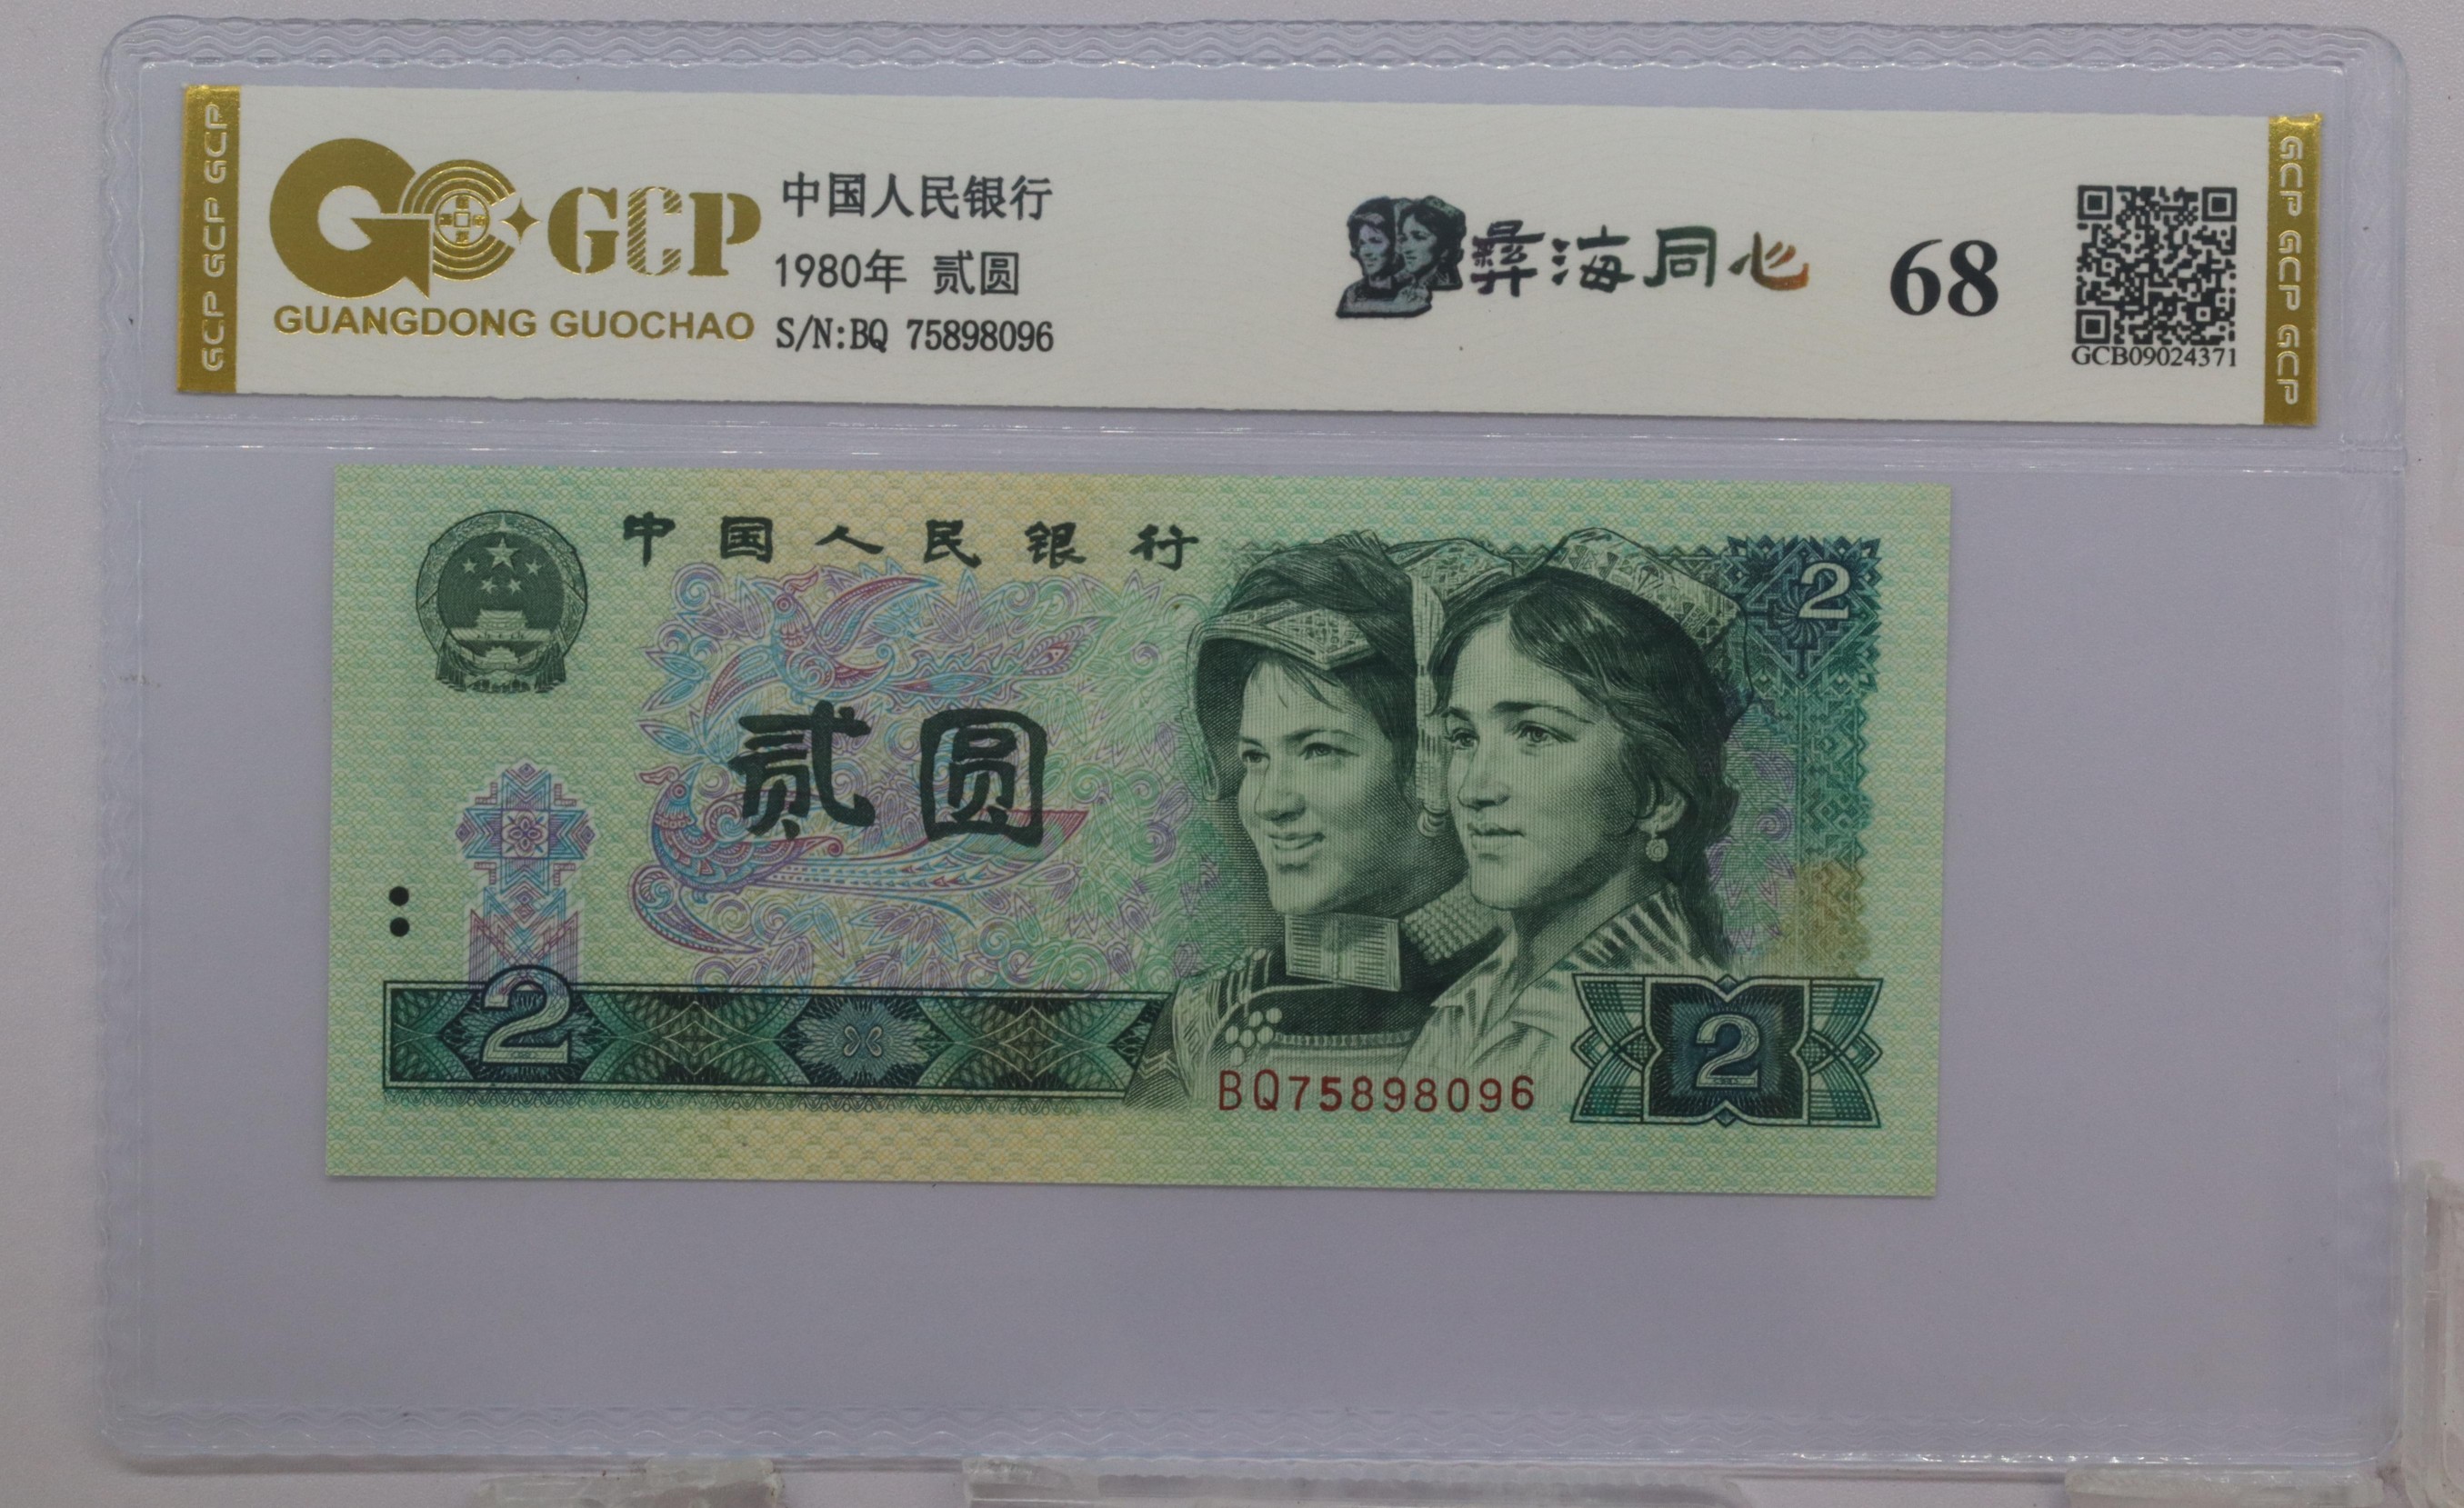 GCP GCP GCP
GCP
GUANGDONG GUOCHAO
中国人民银行
1980年 贰圆
S/N:BQ 75898096
彝海同心
68
GCB09024371
GCP GCP GCP
中国人民银行
2
贰圆
2
BQ75898096
2